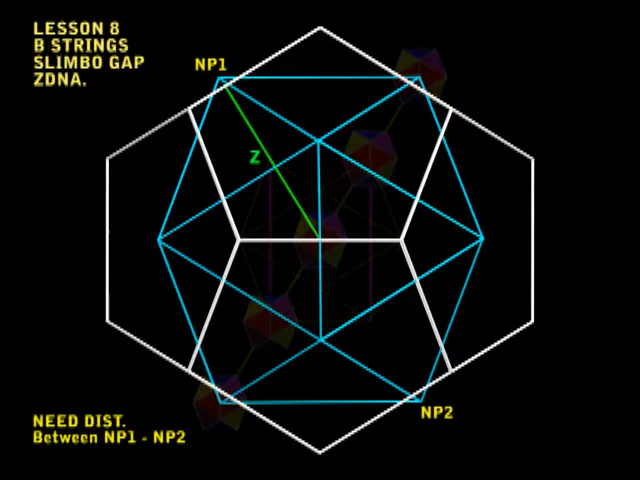 LESSON 8
B STRINGS
SLIMBO GAP
ZDNA.
NP1
Z
NP2
NEED DIST.
Between NP1 - NP2